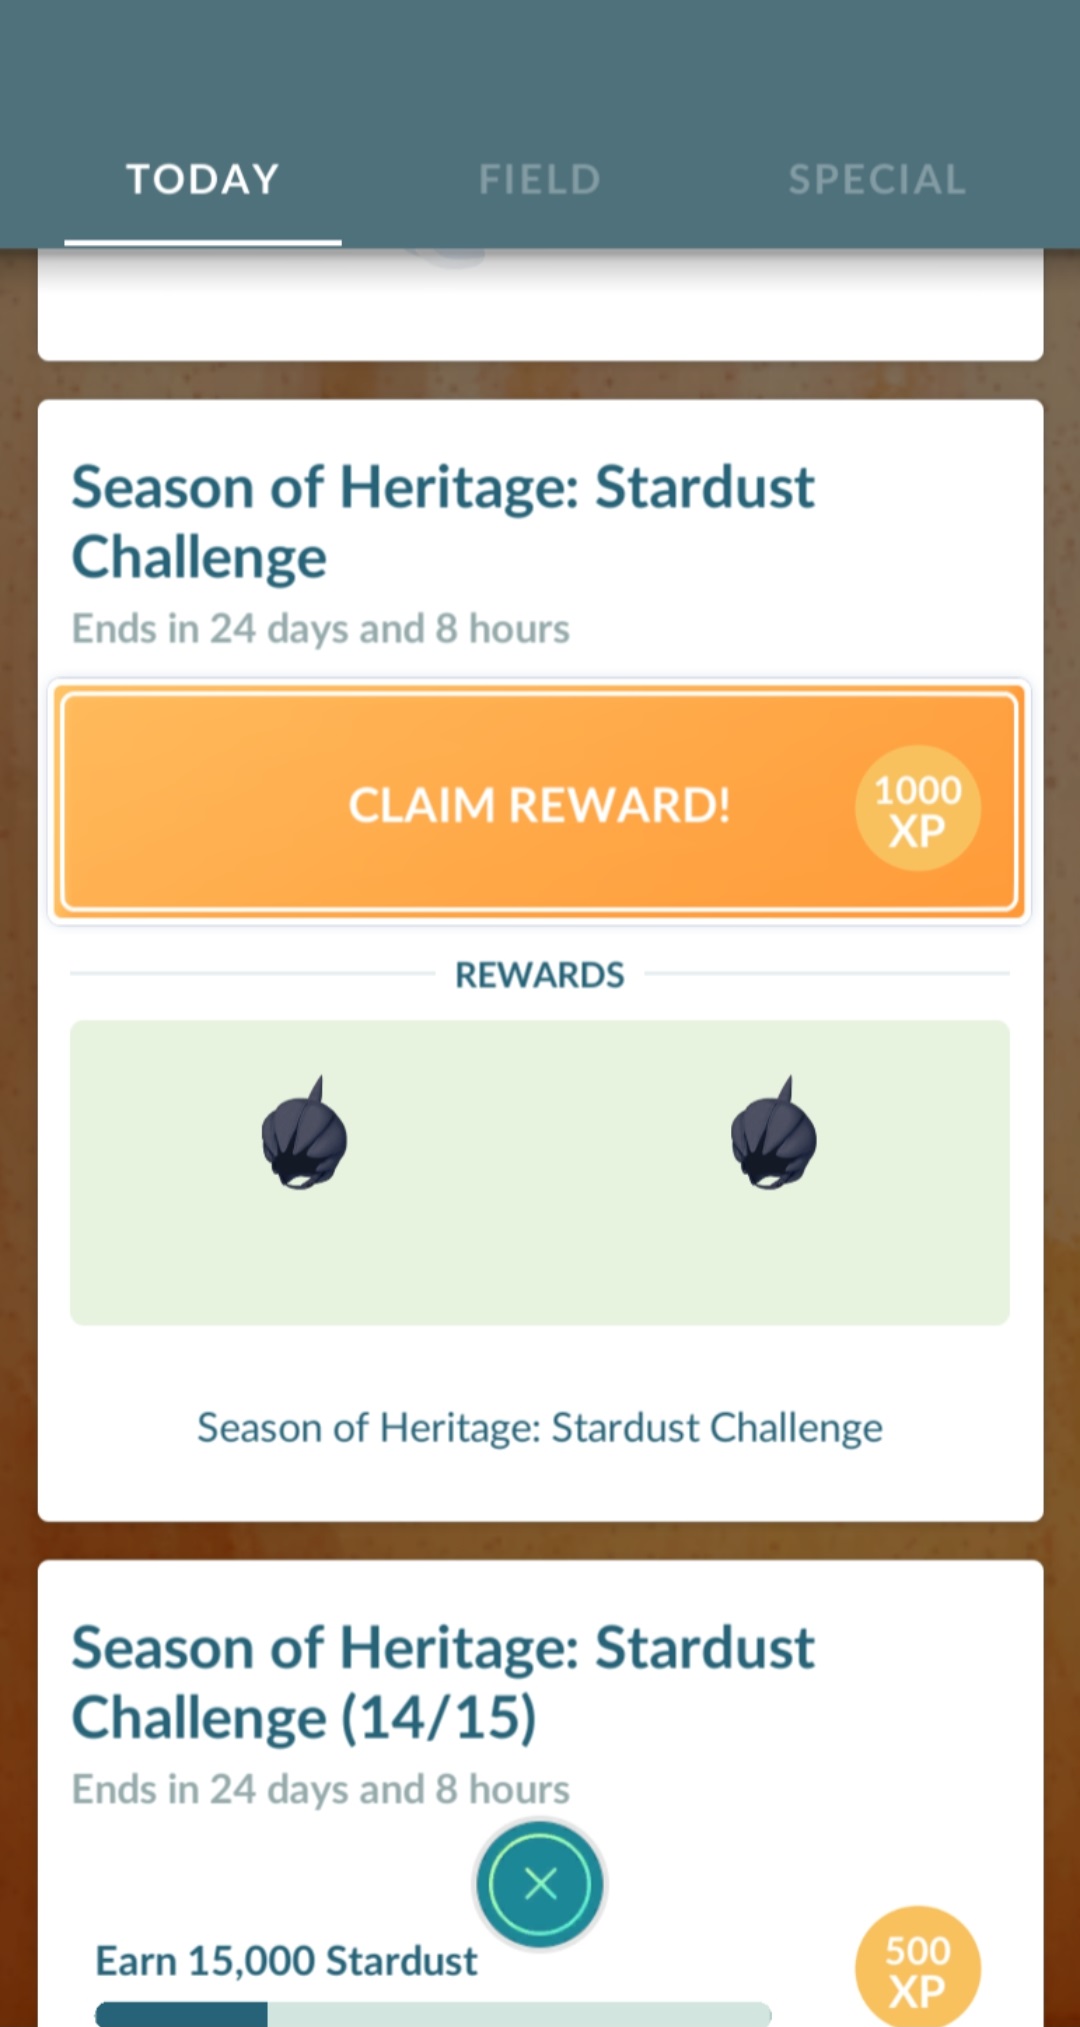 TODAY FIELD SPECIAL
Season of Heritage: Stardust
Challenge
Ends in 24 days and 8 hours
CLAIM REWARD!
1000
XP
REWARDS
Season of Heritage: Stardust Challenge
Season of Heritage: Stardust
Challenge (14/15)
Ends in 24 days and 8 hours
Earn 15,000 Stardust
500
XP